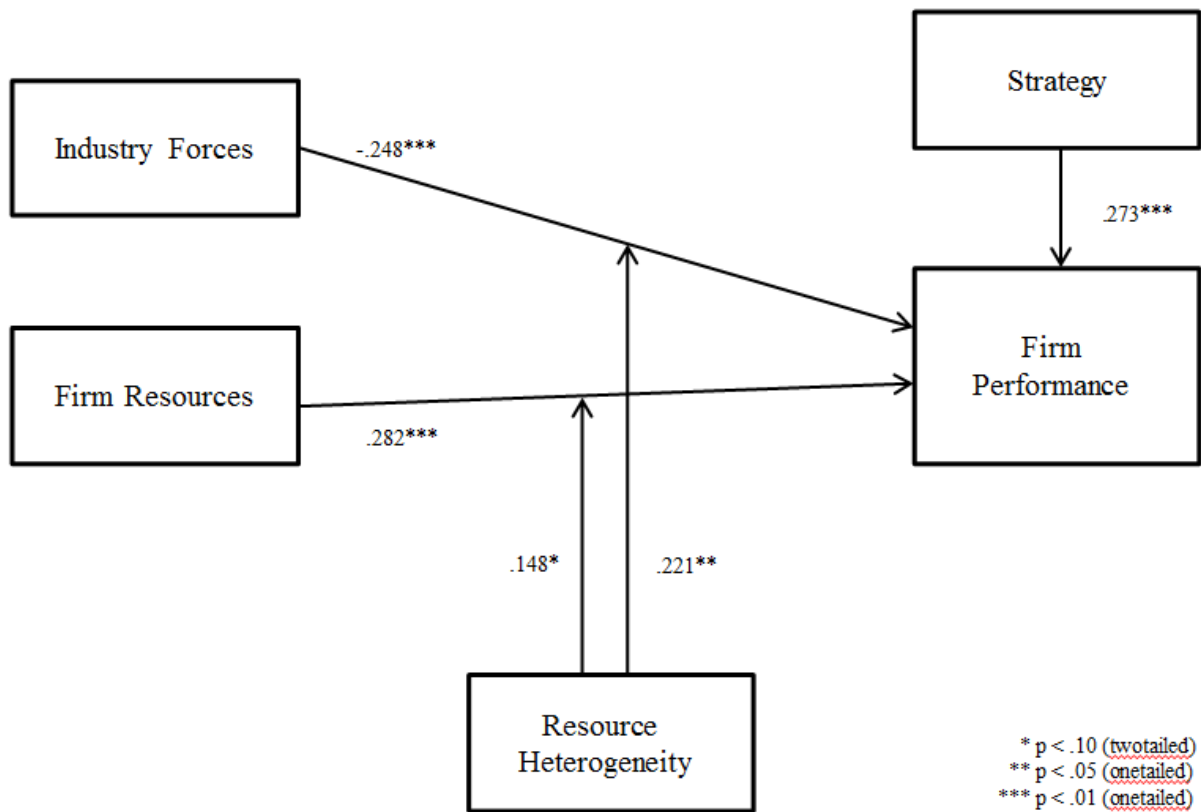 Strategy
Industry Forces
-.248***
.273***
Firm
Performance
Firm Resources
.282***
.148*
.221**
Resource
Heterogeneity
* p < .10 (twotailed)
** p < .05 (onetailed)
*** p < .01 (onetailed)